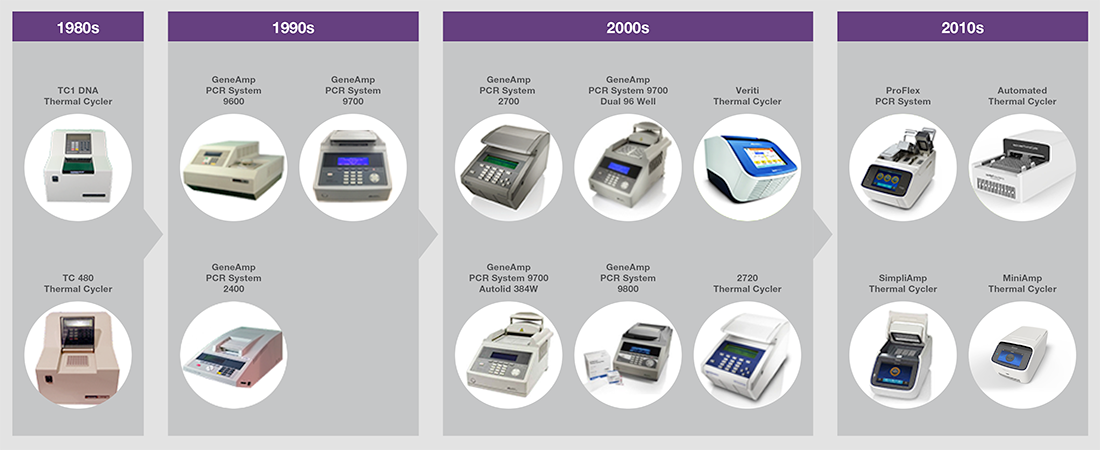 1980s
TC1 DNA
Thermal Cycler
TC 480
Thermal Cycler
1990s
GeneAmp
PCR System
9600
GeneAmp
PCR System
9700
GeneAmp
PCR System
2400
2000s
GeneAmp
PCR System
2700
GeneAmp
PCR System 9700
Dual 96 Well
Veriti
Thermal Cycler
GeneAmp
PCR System 9700
Autolid 384W
GeneAmp
PCR System
9800
2720
Thermal Cycler
2010s
ProFlex
PCR System
Automated
Thermal Cycler
SimpliAmp
Thermal Cycler
MiniAmp
Thermal Cycler